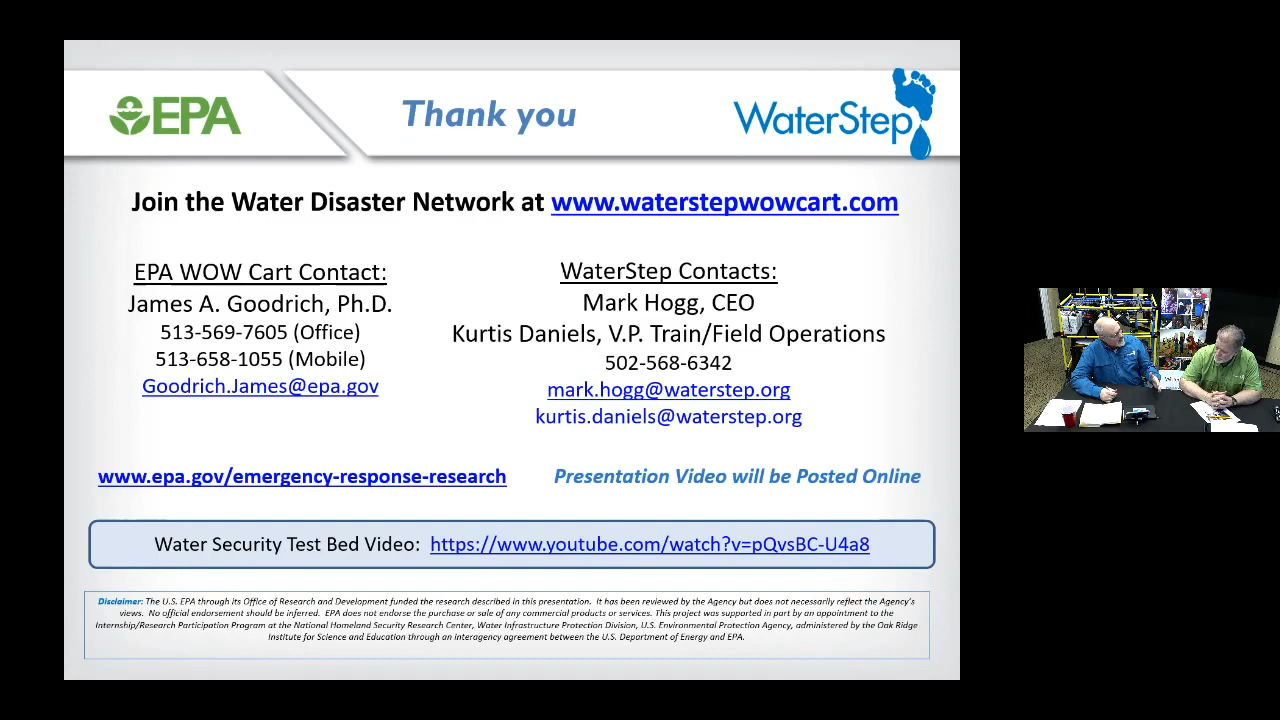 EPA
Thank you
WaterStep
Join the Water Disaster Network at www.waterstepwowcart.com
EPA WOW Cart Contact:
James A. Goodrich, Ph.D.
513-569-7605 (Office)
513-658-1055 (Mobile)
Goodrich.James@epa.gov
WaterStep Contacts:
Mark Hogg, CEO
Kurtis Daniels, V.P. Train/Field Operations
502-568-6342
mark.hogg@waterstep.org
kurtis.daniels@waterstep.org
www.epa.gov/emergency-response-research
Presentation Video will be Posted Online
Water Security Test Bed Video: https://www.youtube.com/watch?v=pQvsBC-U4a8
Disclaimer: The U.S. EPA through its Office of Research and Development funded the research described in this presentation. It has been reviewed by the Agency but does not necessarily reflect the Agency's
views. No official endorsement should be inferred. EPA does not endorse the purchase or sale of any commercial products or services. This project was supported in part by an appointment to the
Internship/Research Participation Program at the National Homeland Security Research Center, Water Infrastructure Protection Division, U.S. Environmental Protection Agency, administered by the Oak Ridge
Institute for Science and Education through an interagency agreement between the U.S. Department of Energy and EPA.